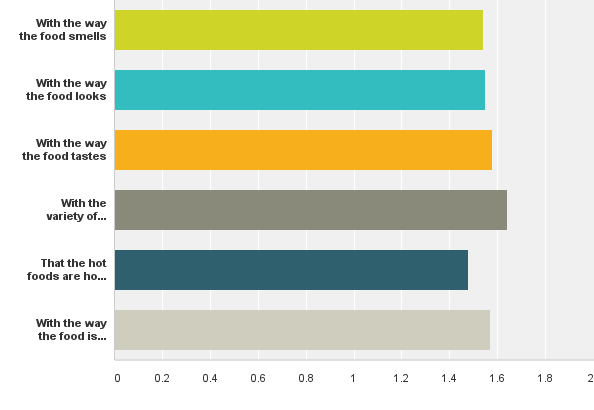 With the way
the food smells
With the way
the food looks
With the way
the food tastes
With the
variety of...
That the hot
foods are ho...
With the way
the food is...
0 0.2 0.4 0.6 0.8 1 1.2 1.4 1.6 1.8 2